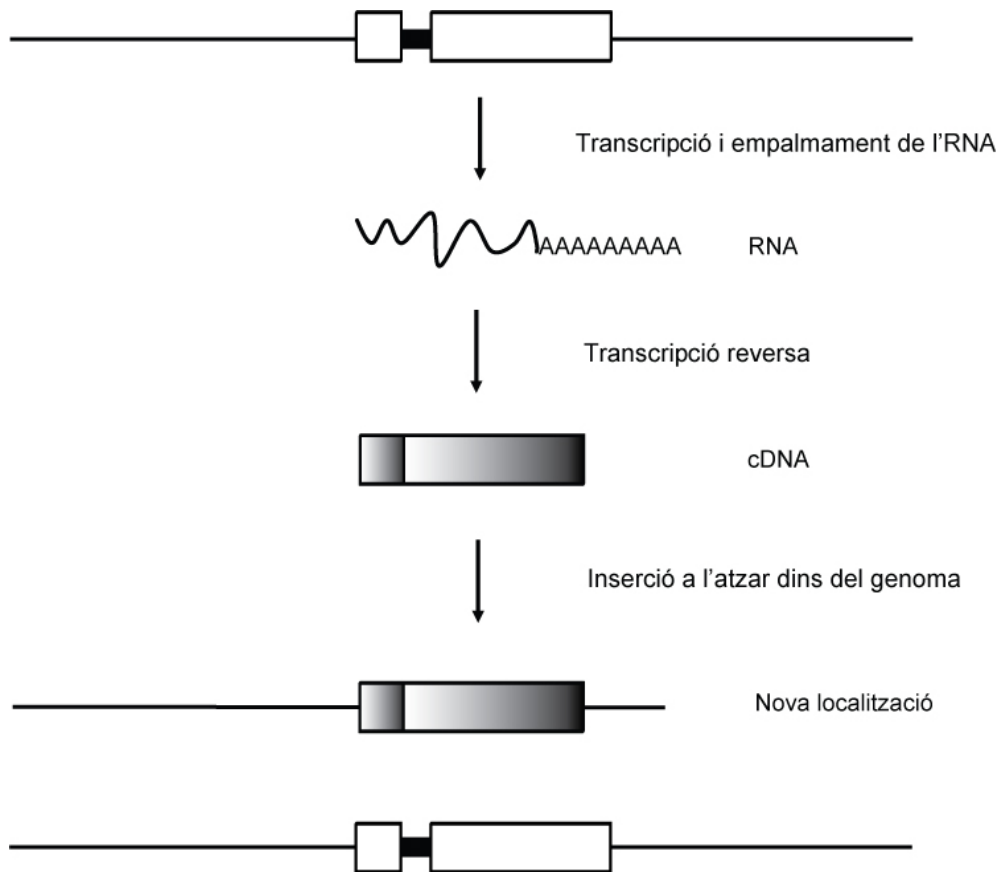 Transcripció i empalmament de l'RNA
AAAAAAAAA RNA
Transcripció reversa
cDNA
Inserció a l'atzar dins del genoma
Nova localització